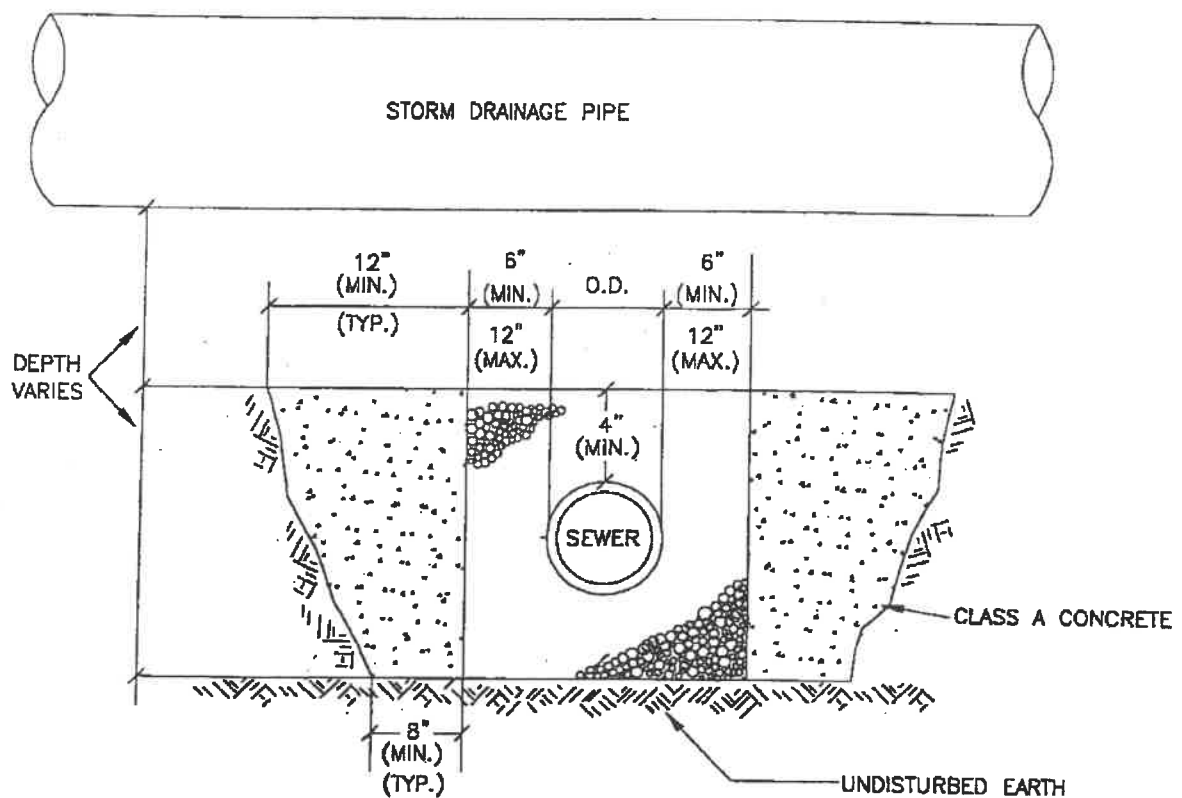 STORM DRAINAGE PIPE
12"
(MIN.)
(TYP.)
6"
(MIN.)
12"
(MAX.)
O.D.
6"
(MIN.)
12"
(MAX.)
DEPTH
VARIES
4"
(MIN.)
SEWER
CLASS A CONCRETE
8"
(MIN.)
(TYP.)
UNDISTURBED EARTH